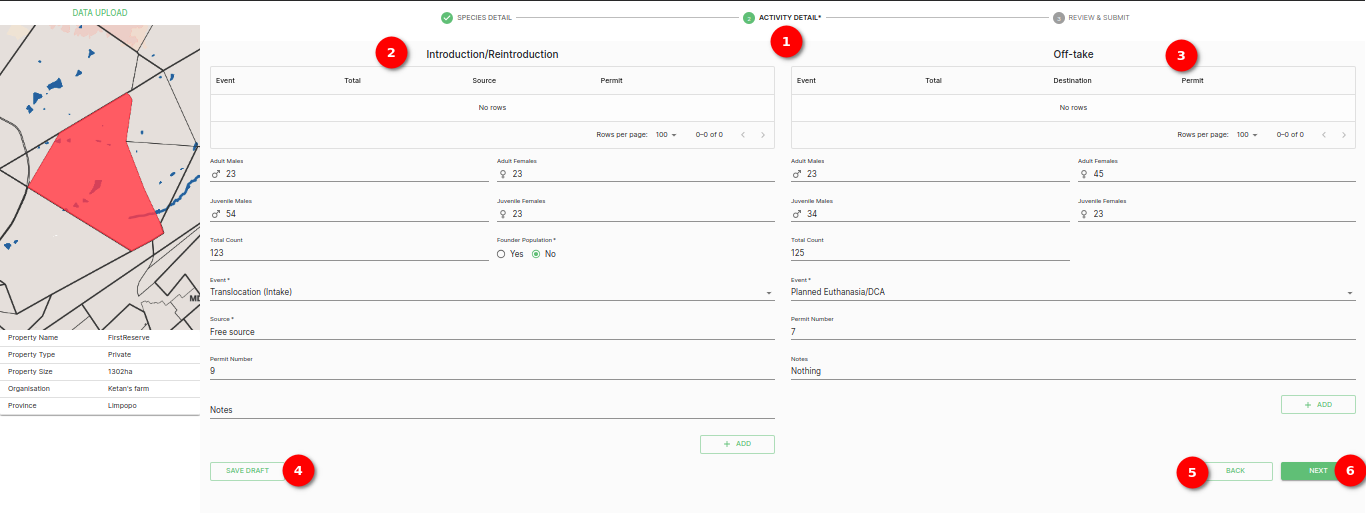 DATA UPLOAD
SPECIES DETAIL
2 ACTIVITY DETAIL*
3 REVIEW & SUBMIT
1
2 Introduction/Reintroduction
Event Total Source Permit
No rows
Rows per page: 100 0–0 of 0
Adult Males Adult Females
23 23
Juvenile Males Juvenile Females
54 23
Total Count Founder Population *
123 Yes No
Event *
Translocation (Intake)
Source *
Free source
Permit Number
9
Notes
+ ADD
SAVE DRAFT 4
Off-take 3
Event Total Destination Permit
No rows
Rows per page: 100 0–0 of 0
Adult Males Adult Females
23 45
Juvenile Males Juvenile Females
34 23
Total Count
125
Event *
Planned Euthanasia/DCA
Permit Number
7
Notes
Nothing
+ ADD
5 BACK NEXT 6
MD
Property Name FirstReserve
Property Type Private
Property Size 1302ha
Organisation Ketan's farm
Province Limpopo